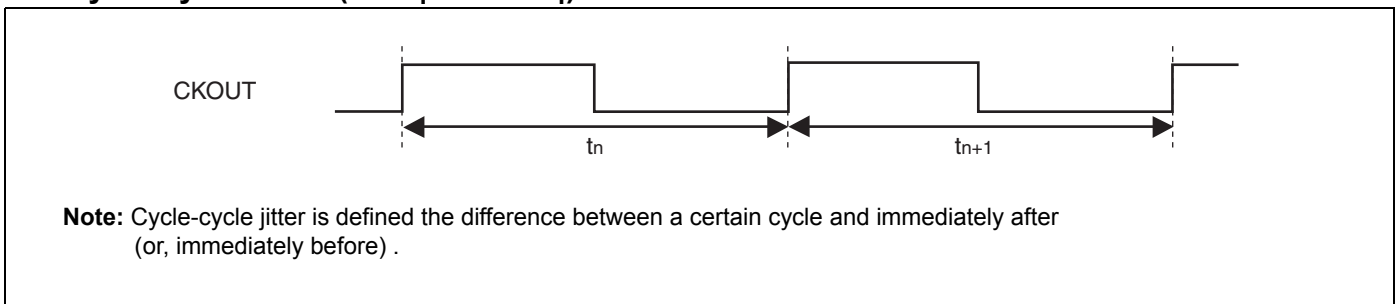 CKOUT
tn
tn+1
Note: Cycle-cycle jitter is defined the difference between a certain cycle and immediately after
(or, immediately before) .